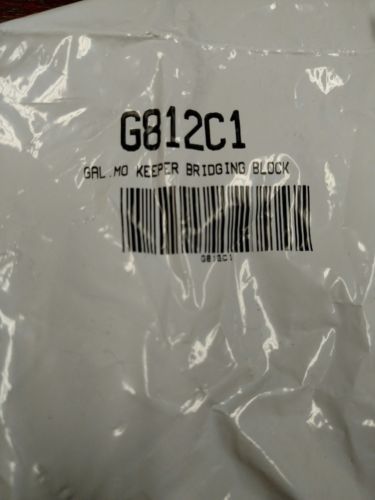 G812C1
GAL.MO KEEPER BRIDGING BLOCK
G812C1